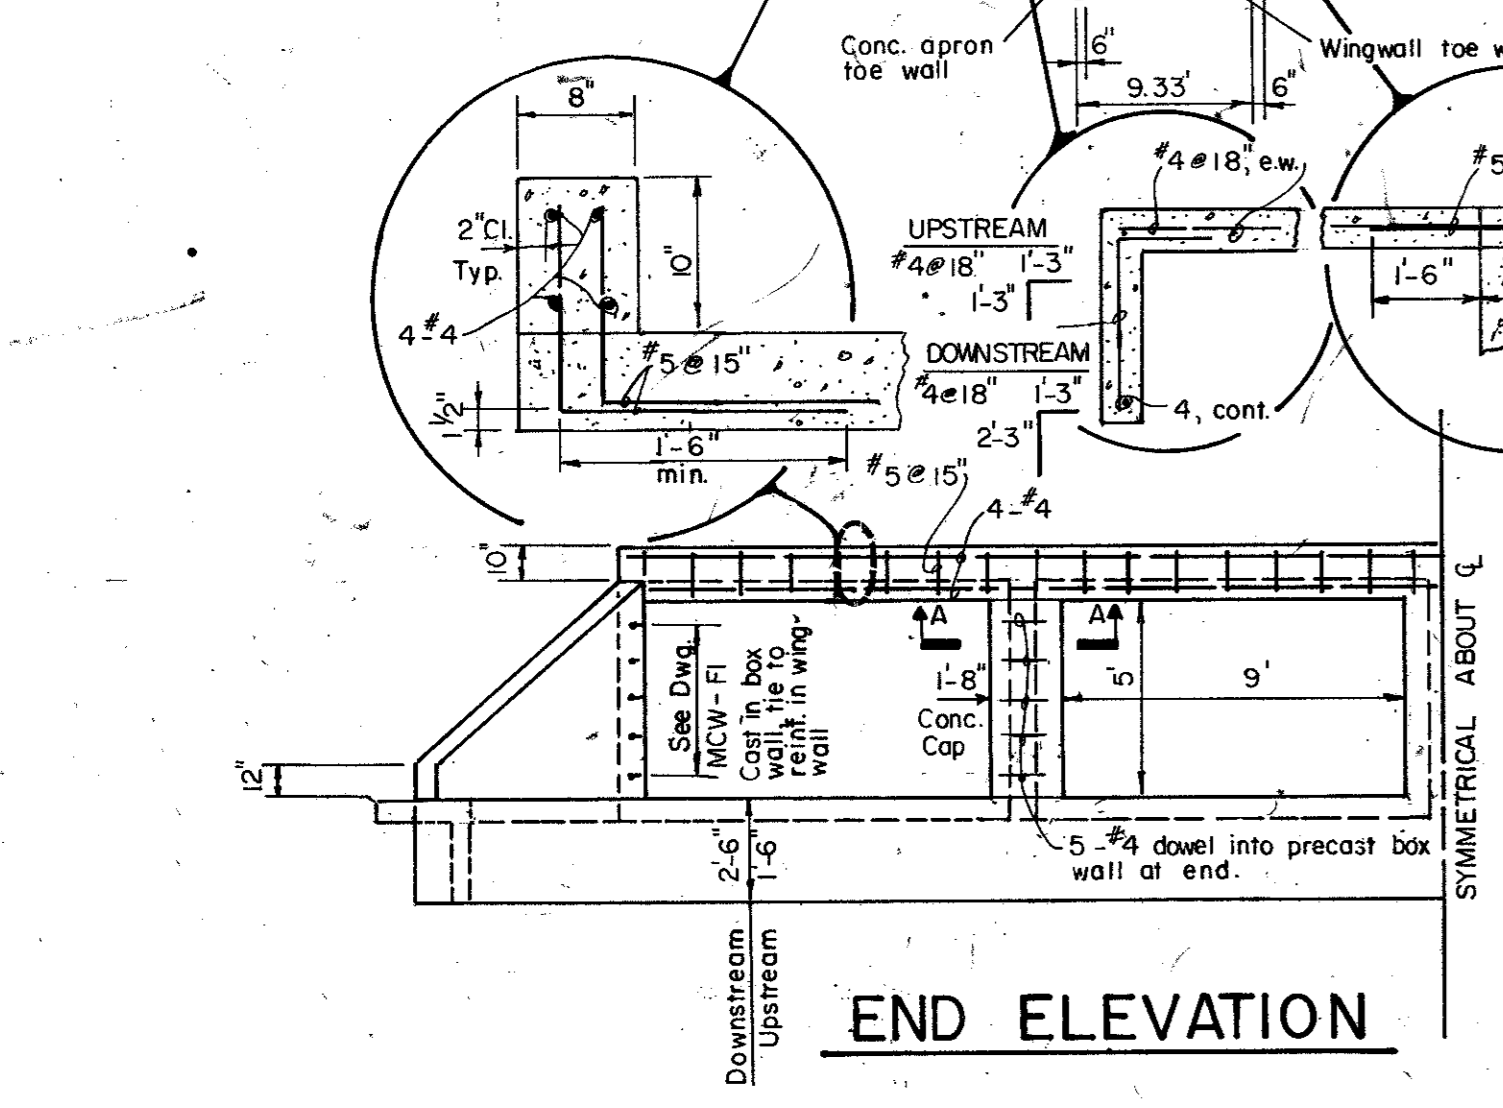 Conc. apron
toe wall
6"
9.33'
6"
Wingwall toe
8"
2" Cl.
Typ.
10"
4-#4
#5 @ 15"
1½"
1'-6"
min.
UPSTREAM
#4@18" 1'-3"
1'-3"
DOWNSTREAM
#4@18" 1'-3"
2'-3"
#4@18", e.w.
4, cont.
#5
1'-6"
#5@15"
4-#4
10"
A
A
See Dwg.
MCW-F1
Cast in box
wall, tie to
reinf. in wing-
wall
1'-8"
Conc.
Cap
5'
9'
12"
2'-6"
1'-6"
5-#4 dowel into precast box
wall at end.
Downstream
Upstream
SYMMETRICAL ABOUT ℄
END ELEVATION